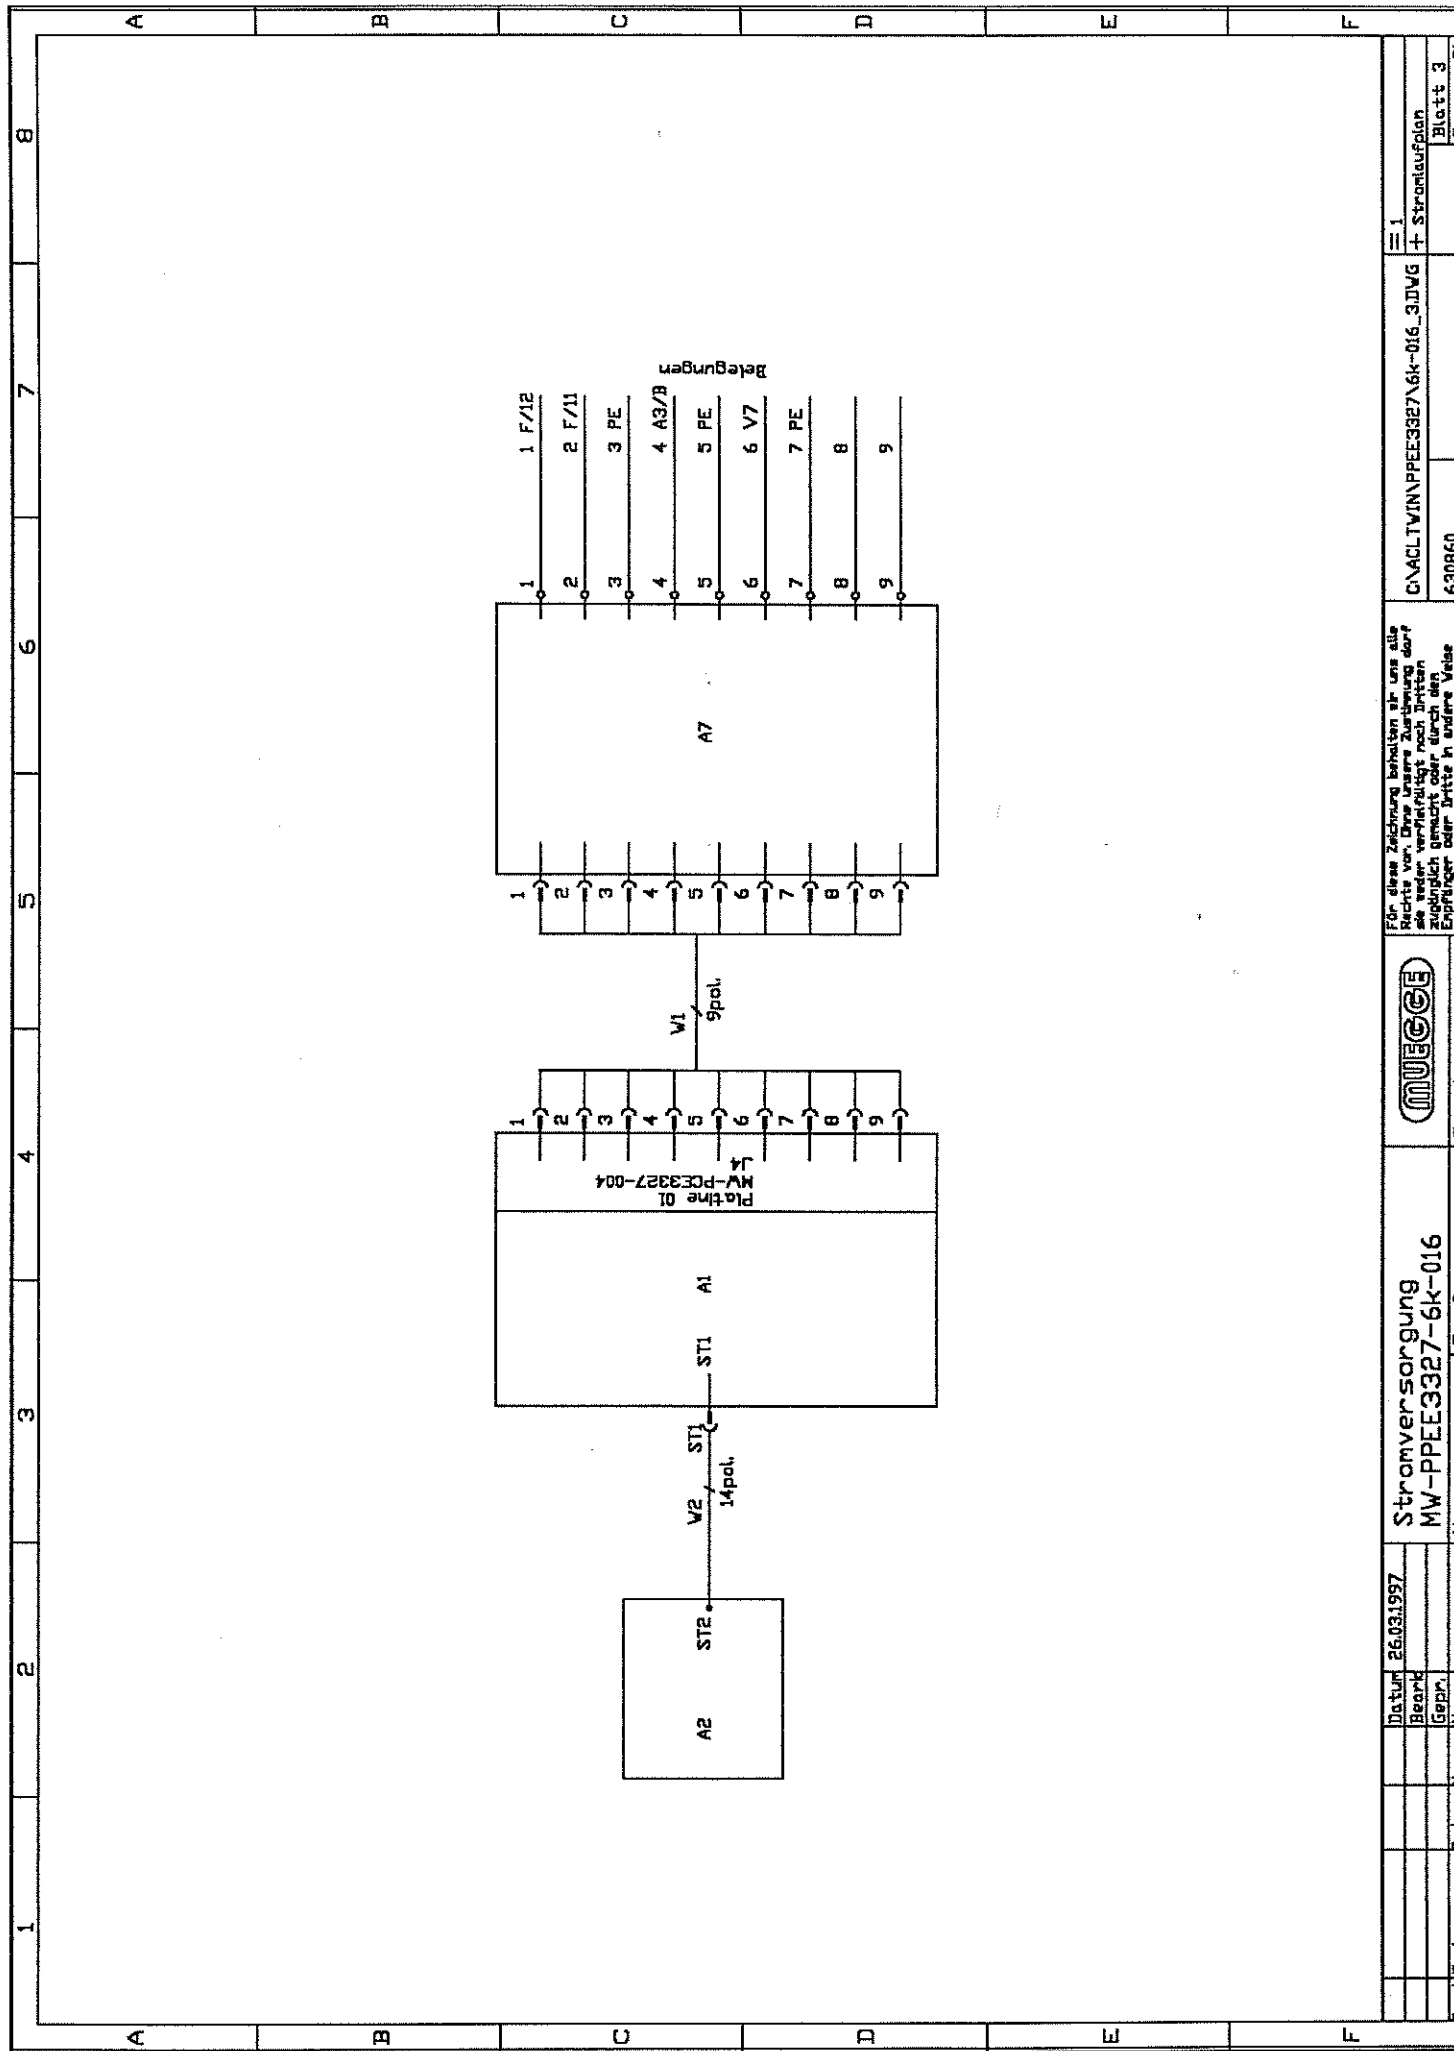 1 2 3 4 5 6 7 8
A A
B B
C C
D D
E E
F F
A2
ST2
W2
14pol.
ST1
ST1
A1
Platine 01
MW-PCE3327-004
J4
1
2
3
4
5
6
7
8
9
W1
9pol.
1
2
3
4
5
6
7
8
9
A7
1
2
3
4
5
6
7
8
9
1 F/12
2 F/11
3 PE
4 A3/B
5 PE
6 V7
7 PE
8
9
Belegungen
Datum 26.03.1997
Bearb
Gepr.
Stromversorgung
MW-PPEE3327-6k-016
MUEGGE
Für diese Zeichnung behalten wir uns alle
Rechte vor. Ohne unsere Zustimmung darf
sie weder vervielfältigt noch Dritten
zugänglich gemacht oder durch den
Empfänger oder Dritte in andere Weise
G:\ACLTWIN\PPEE3327\6k-016_3.DWG
630860
= 1
+ Stromlaufplan
Blatt 3